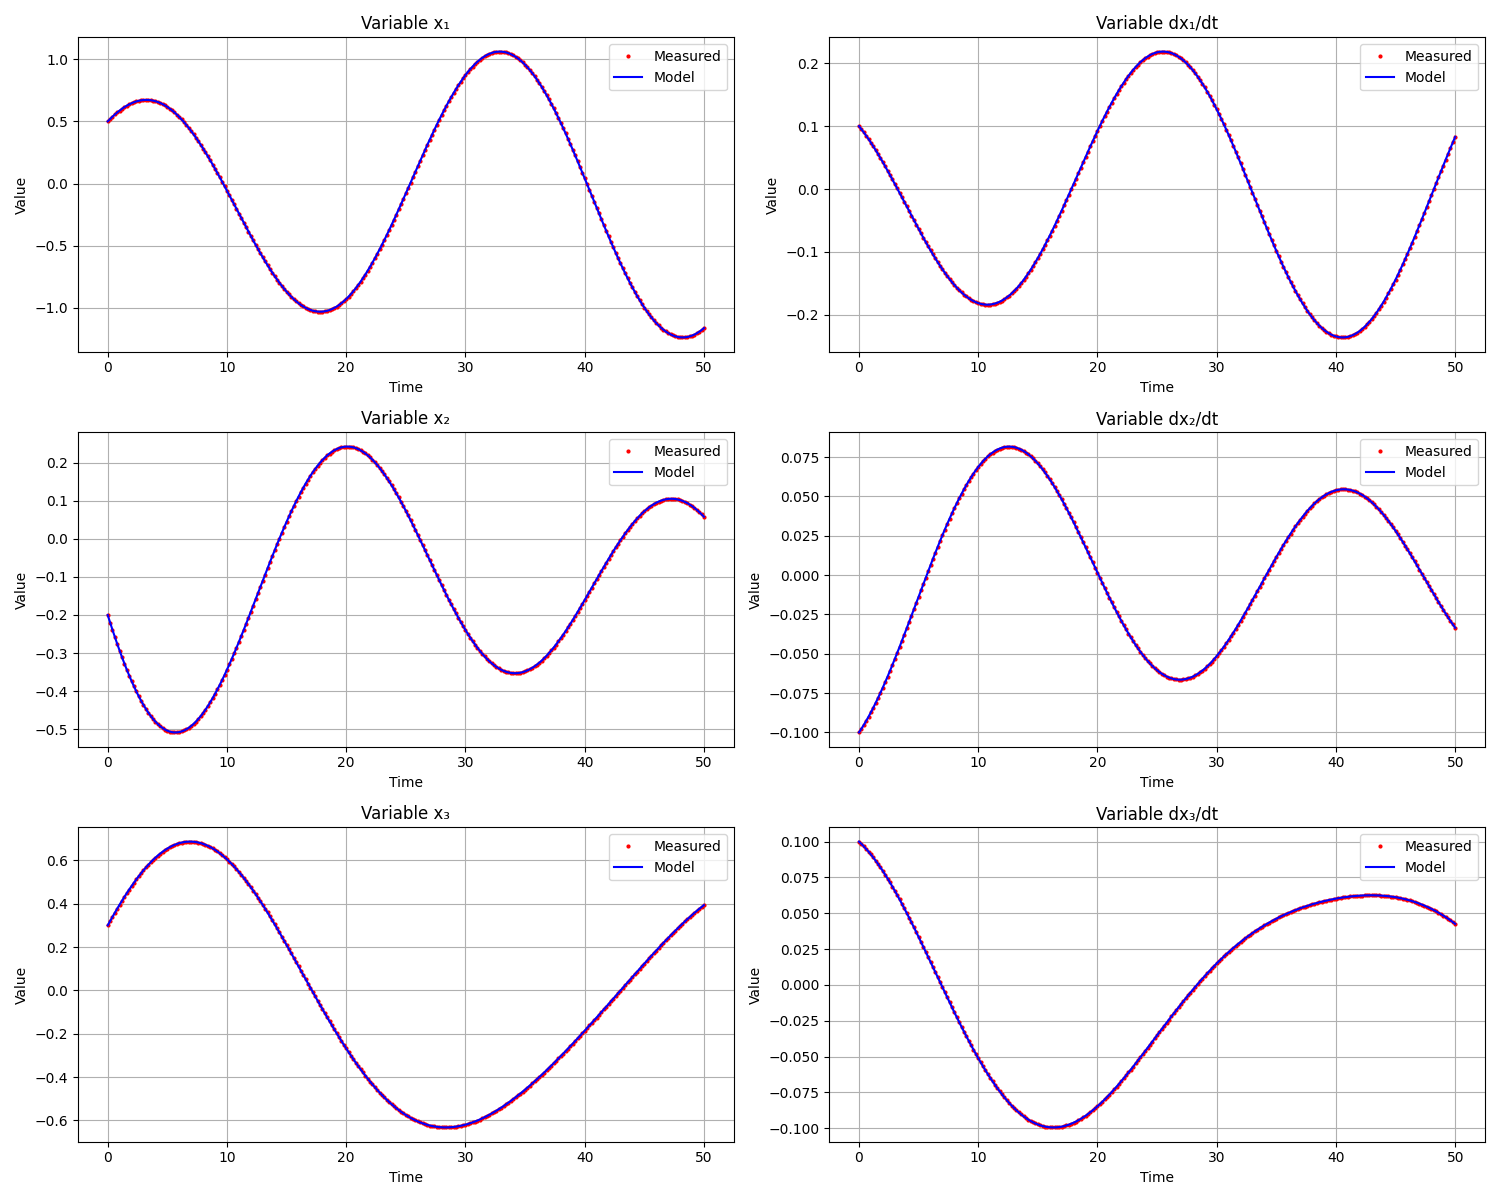 Variable x₁
Value
1.0
0.5
0.0
−0.5
−1.0
Measured
Model
0 10 20 30 40 50
Time
Variable dx₁/dt
Value
0.2
0.1
0.0
−0.1
−0.2
Measured
Model
0 10 20 30 40 50
Time
Variable x₂
Value
0.2
0.1
0.0
−0.1
−0.2
−0.3
−0.4
−0.5
Measured
Model
0 10 20 30 40 50
Time
Variable dx₂/dt
Value
0.075
0.050
0.025
0.000
−0.025
−0.050
−0.075
−0.100
Measured
Model
0 10 20 30 40 50
Time
Variable x₃
Value
0.6
0.4
0.2
0.0
−0.2
−0.4
−0.6
Measured
Model
0 10 20 30 40 50
Time
Variable dx₃/dt
Value
0.100
0.075
0.050
0.025
0.000
−0.025
−0.050
−0.075
−0.100
Measured
Model
0 10 20 30 40 50
Time